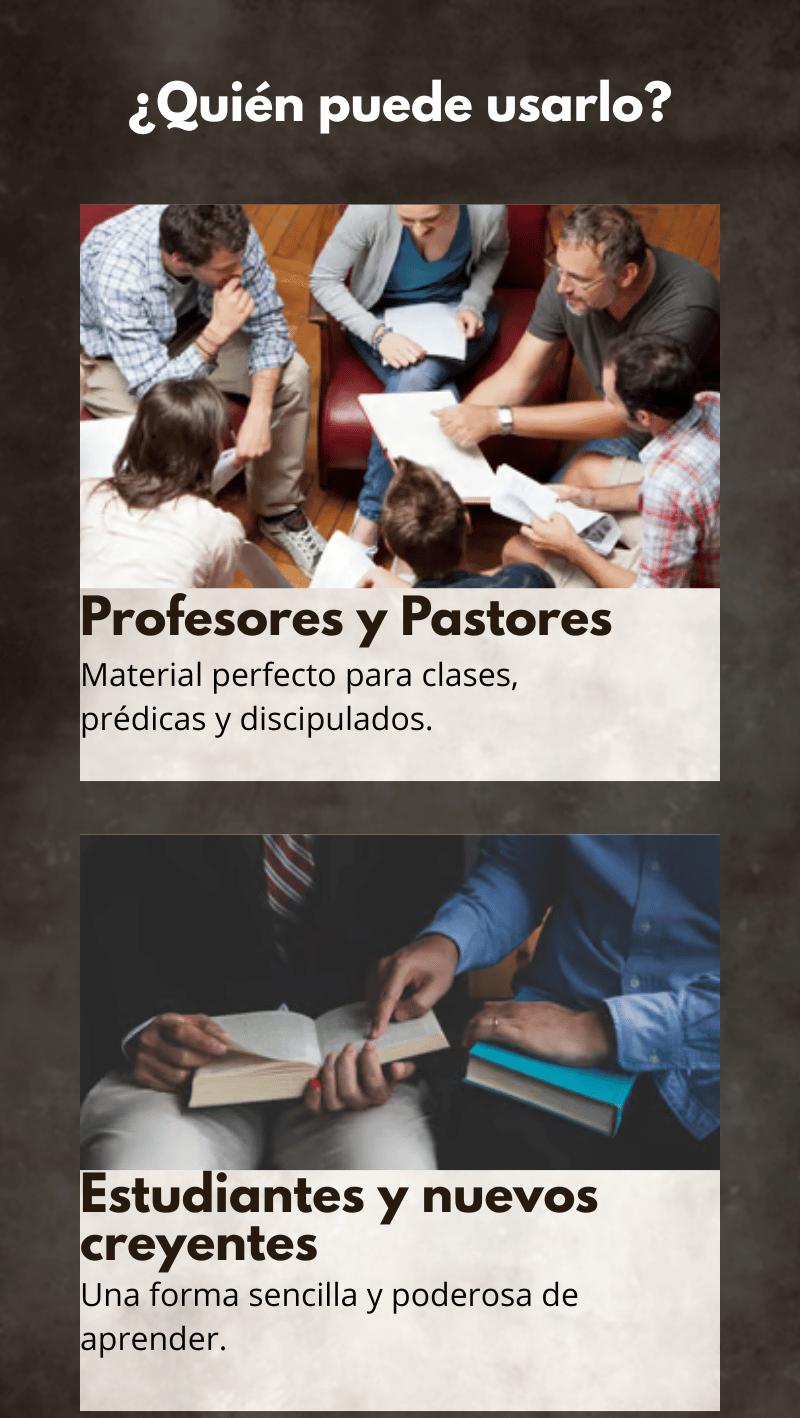 ¿Quién puede usarlo?
Profesores y Pastores
Material perfecto para clases,
prédicas y discipulados.
Estudiantes y nuevos
creyentes
Una forma sencilla y poderosa de
aprender.